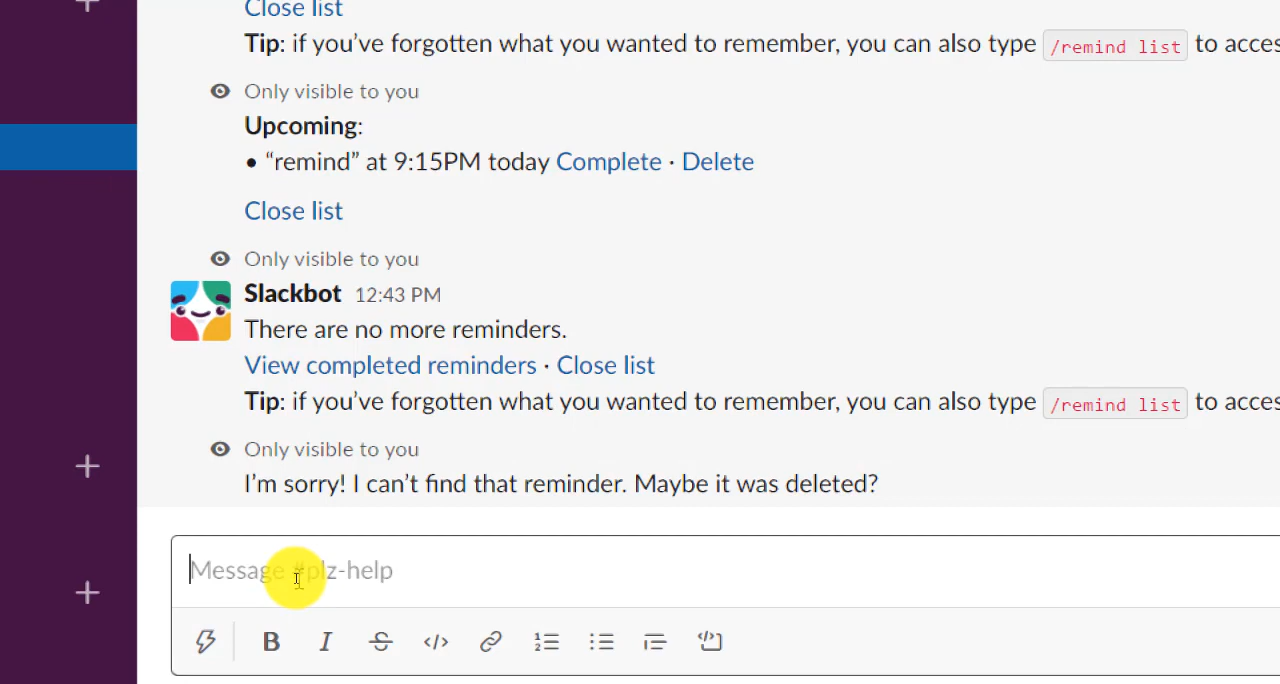 Close list
Tip: if you’ve forgotten what you wanted to remember, you can also type /remind list to acces
Only visible to you
Upcoming:
• “remind” at 9:15PM today Complete · Delete
Close list
Only visible to you
Slackbot 12:43 PM
There are no more reminders.
View completed reminders · Close list
Tip: if you’ve forgotten what you wanted to remember, you can also type /remind list to acces
Only visible to you
I’m sorry! I can’t find that reminder. Maybe it was deleted?
Message #plz-help